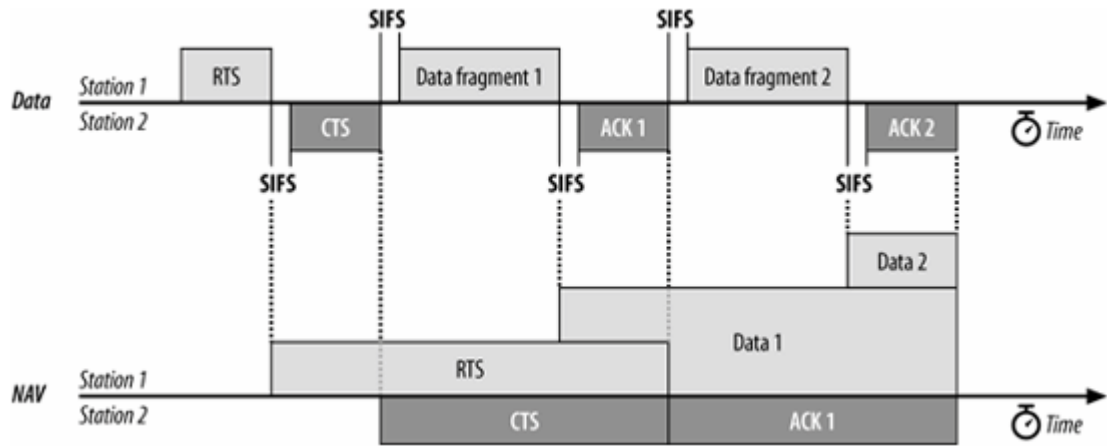 SIFS SIFS
Station 1 RTS Data fragment 1 Data fragment 2
Data
Station 2 CTS ACK 1 ACK 2 Time
SIFS SIFS SIFS
Data 2
Data 1
Station 1 RTS
NAV
Station 2 CTS ACK 1 Time